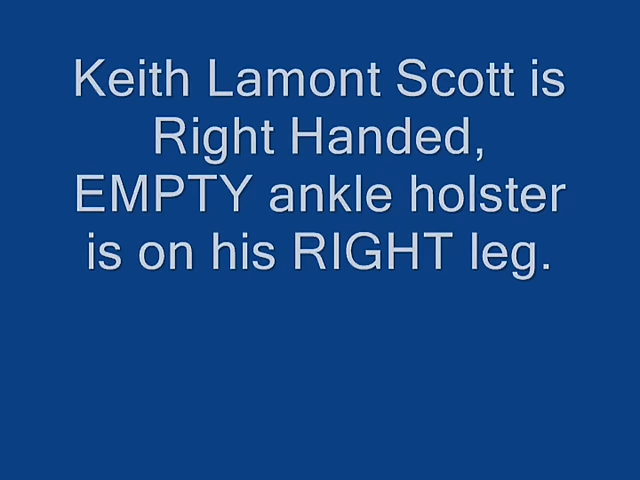 Keith Lamont Scott is
Right Handed,
EMPTY ankle holster
is on his RIGHT leg.